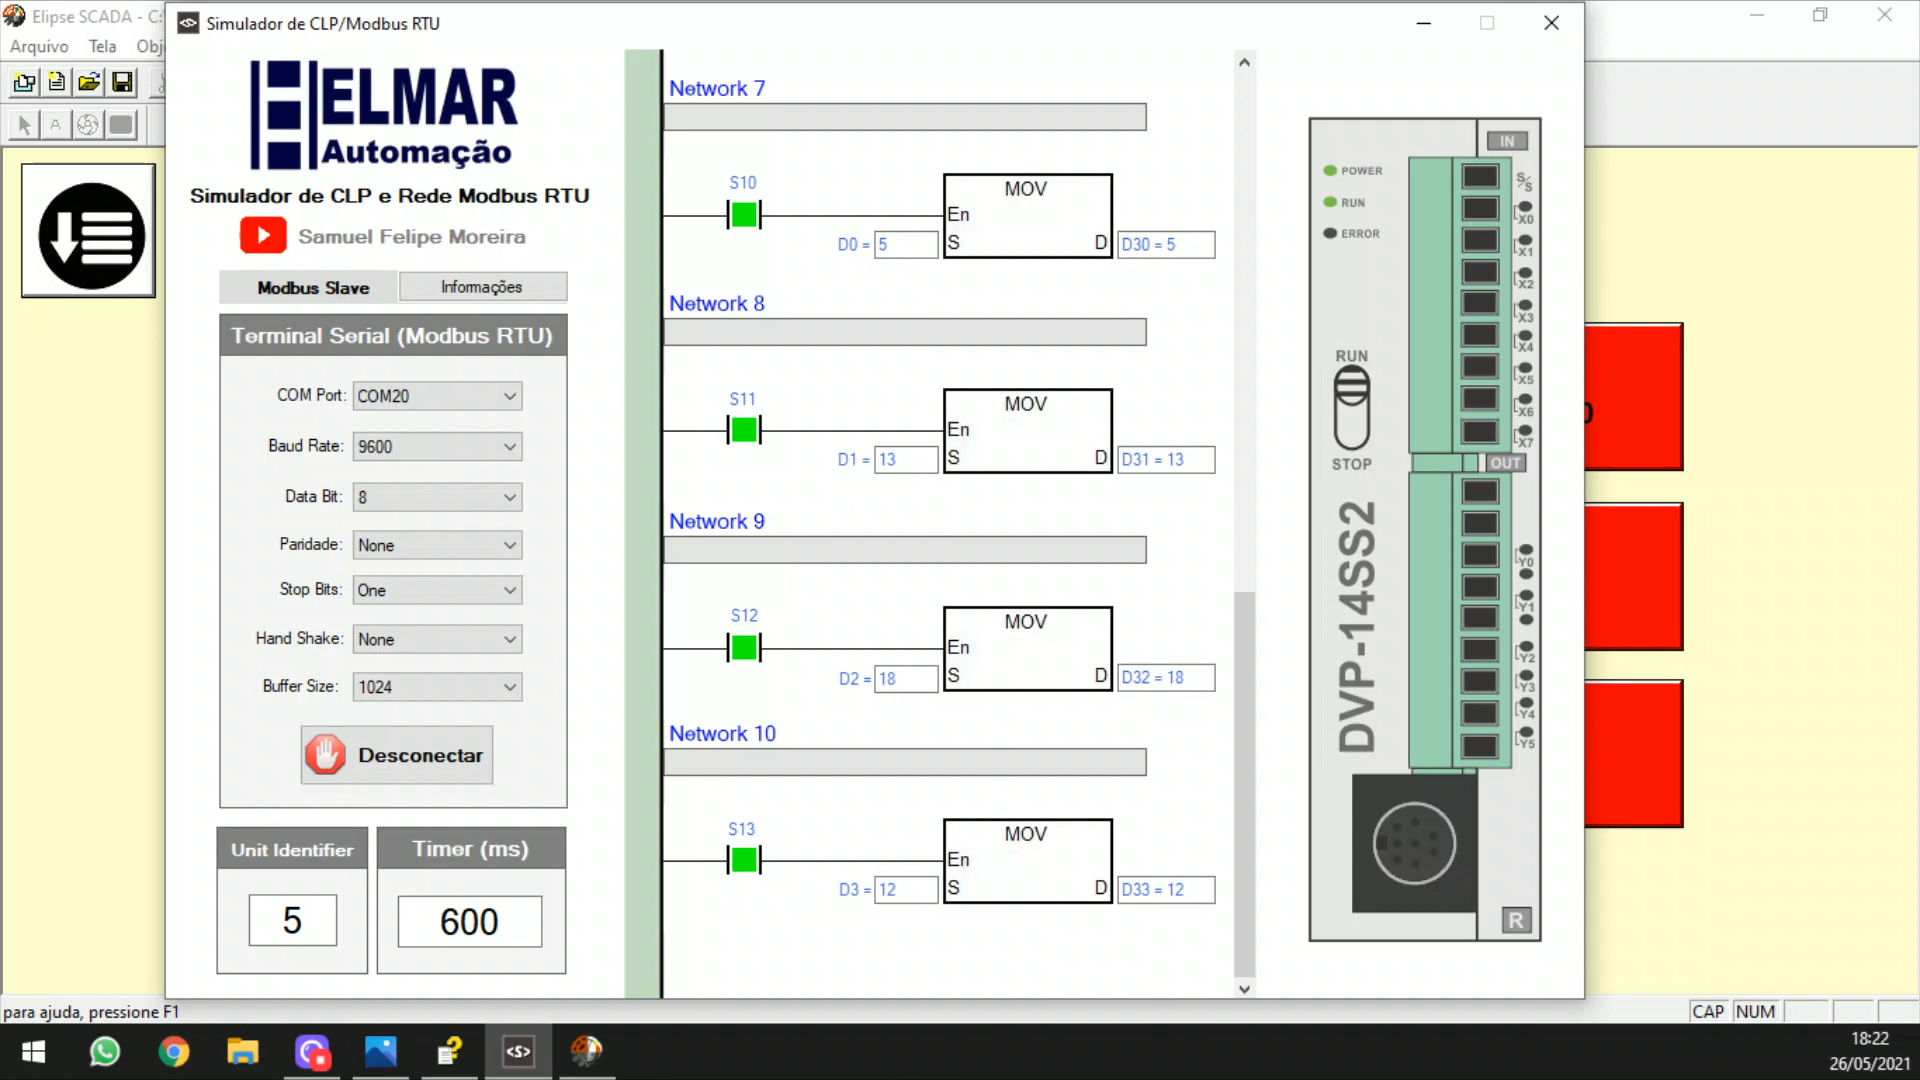 Elipse SCADA - C:\
Arquivo Tela Obj
Simulador de CLP/Modbus RTU
ELMAR
Automação
Simulador de CLP e Rede Modbus RTU
Samuel Felipe Moreira
Modbus Slave
Informações
Terminal Serial (Modbus RTU)
COM Port: COM20
Baud Rate: 9600
Data Bit: 8
Paridade: None
Stop Bits: One
Hand Shake: None
Buffer Size: 1024
Desconectar
Unit Identifier
5
Timer (ms)
600
Network 7
S10
MOV
En
D0 = 5
S
D
D30 = 5
Network 8
S11
MOV
En
D1 = 13
S
D
D31 = 13
Network 9
S12
MOV
En
D2 = 18
S
D
D32 = 18
Network 10
S13
MOV
En
D3 = 12
S
D
D33 = 12
IN
POWER
RUN
ERROR
S/S
X0
X1
X2
X3
X4
X5
X6
X7
RUN
STOP
OUT
DVP-14SS2
Y0
Y1
Y2
Y3
Y4
Y5
R
para ajuda, pressione F1
CAP
NUM
18:22
26/05/2021